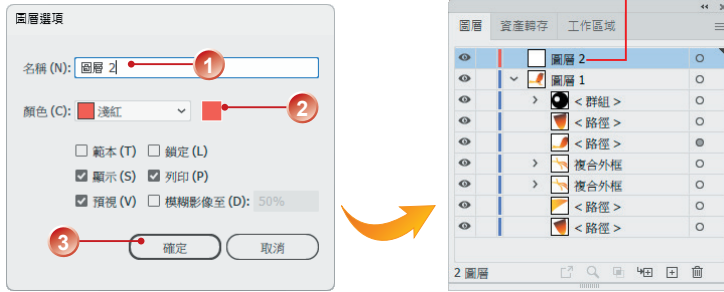 圖層選項
名稱 (N): 圖層 2
1
顏色 (C): 淺紅
2
範本 (T) 鎖定 (L)
顯示 (S) 列印 (P)
預視 (V) 模糊影像至 (D): 50%
3
確定 取消
圖層 資產轉存 工作區域
圖層 2
圖層 1
< 群組 >
< 路徑 >
< 路徑 >
複合外框
複合外框
< 路徑 >
< 路徑 >
2 圖層